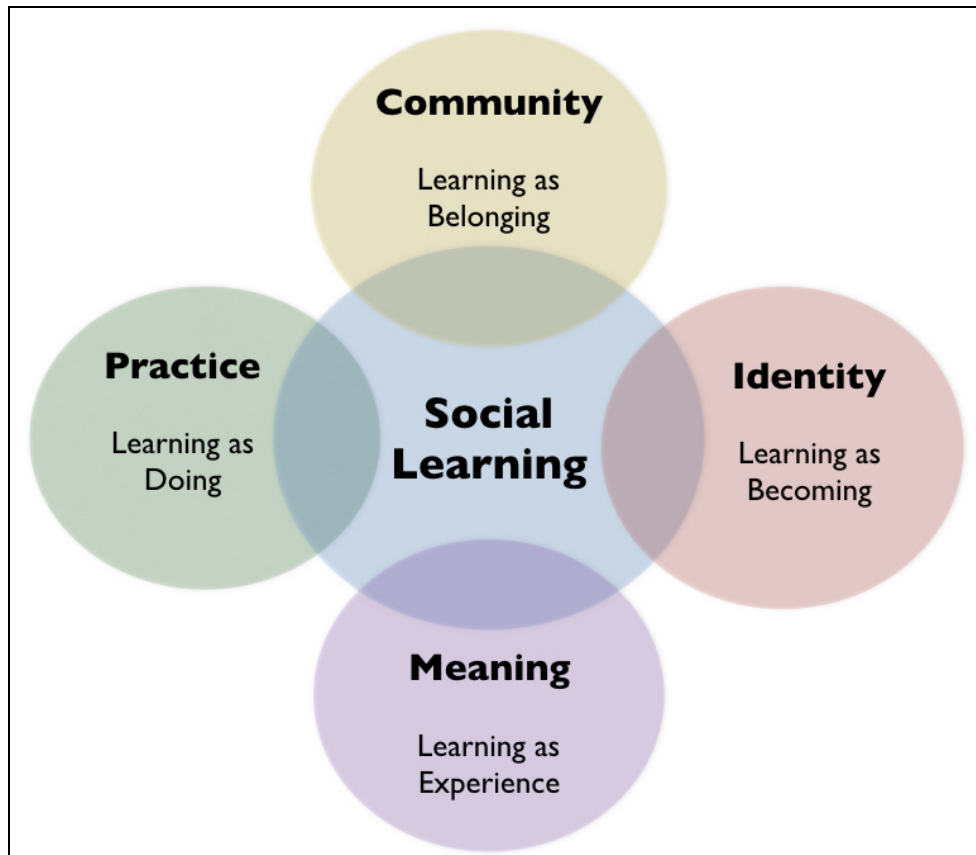 Community
Learning as
Belonging
Practice
Learning as
Doing
Social
Learning
Identity
Learning as
Becoming
Meaning
Learning as
Experience